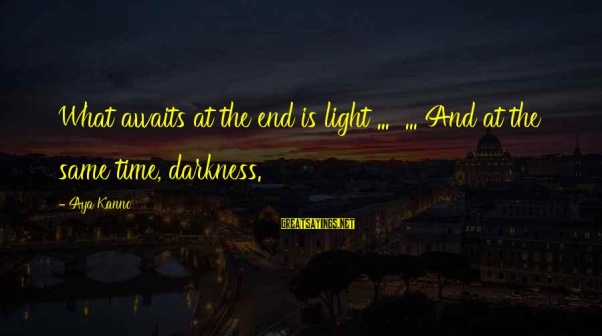 What awaits at the end is light ... ... And at the
same time, darkness.
- Aya Kanno
GREATSAYINGS.NET